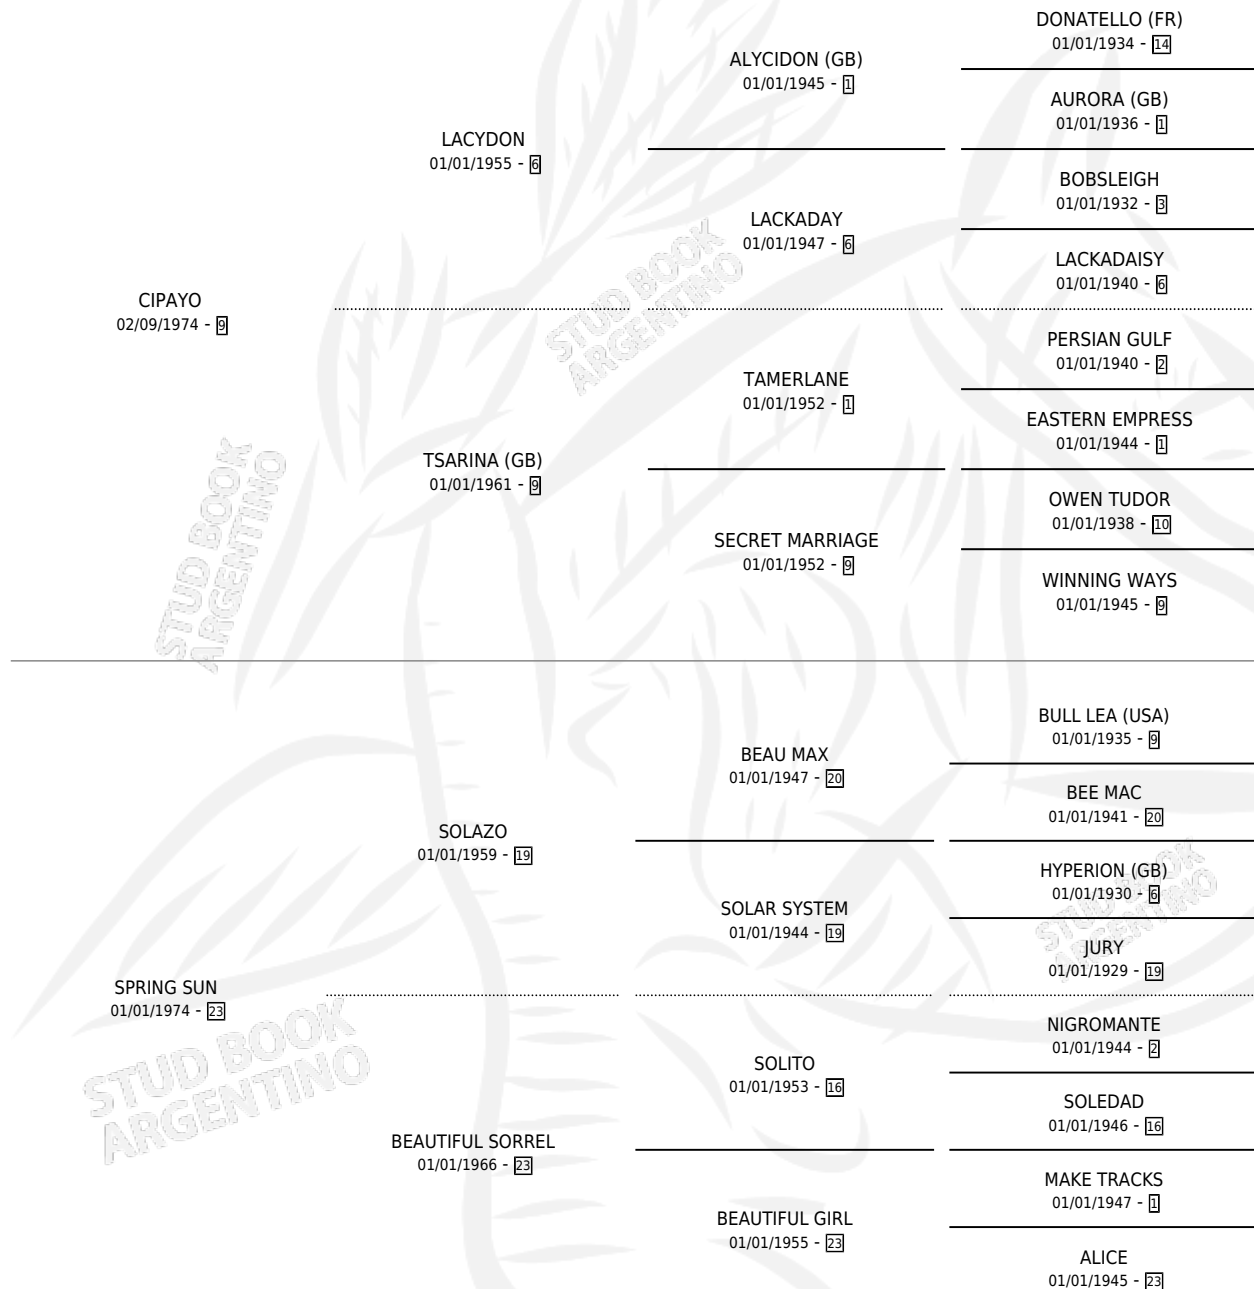 DONATELLO (FR)
01/01/1934 - 14
ALYCIDON (GB)
01/01/1945 - 1
AURORA (GB)
01/01/1936 - 1
LACYDON
01/01/1955 - 6
BOBSLEIGH
01/01/1932 - 3
LACKADAY
01/01/1947 - 6
LACKADAISY
01/01/1940 - 6
CIPAYO
02/09/1974 - 9
PERSIAN GULF
01/01/1940 - 2
TAMERLANE
01/01/1952 - 1
EASTERN EMPRESS
01/01/1944 - 1
TSARINA (GB)
01/01/1961 - 9
OWEN TUDOR
01/01/1938 - 10
SECRET MARRIAGE
01/01/1952 - 9
WINNING WAYS
01/01/1945 - 9
BULL LEA (USA)
01/01/1935 - 9
BEAU MAX
01/01/1947 - 20
BEE MAC
01/01/1941 - 20
SOLAZO
01/01/1959 - 19
HYPERION (GB)
01/01/1930 - 6
SOLAR SYSTEM
01/01/1944 - 19
JURY
01/01/1929 - 19
SPRING SUN
01/01/1974 - 23
NIGROMANTE
01/01/1944 - 2
SOLITO
01/01/1953 - 16
SOLEDAD
01/01/1946 - 16
BEAUTIFUL SORREL
01/01/1966 - 23
MAKE TRACKS
01/01/1947 - 1
BEAUTIFUL GIRL
01/01/1955 - 23
ALICE
01/01/1945 - 23
STUD BOOK
ARGENTINO
STUD BOOK
ARGENTINO
STUD BOOK
ARGENTINO
STUD BOOK
ARGENTINO